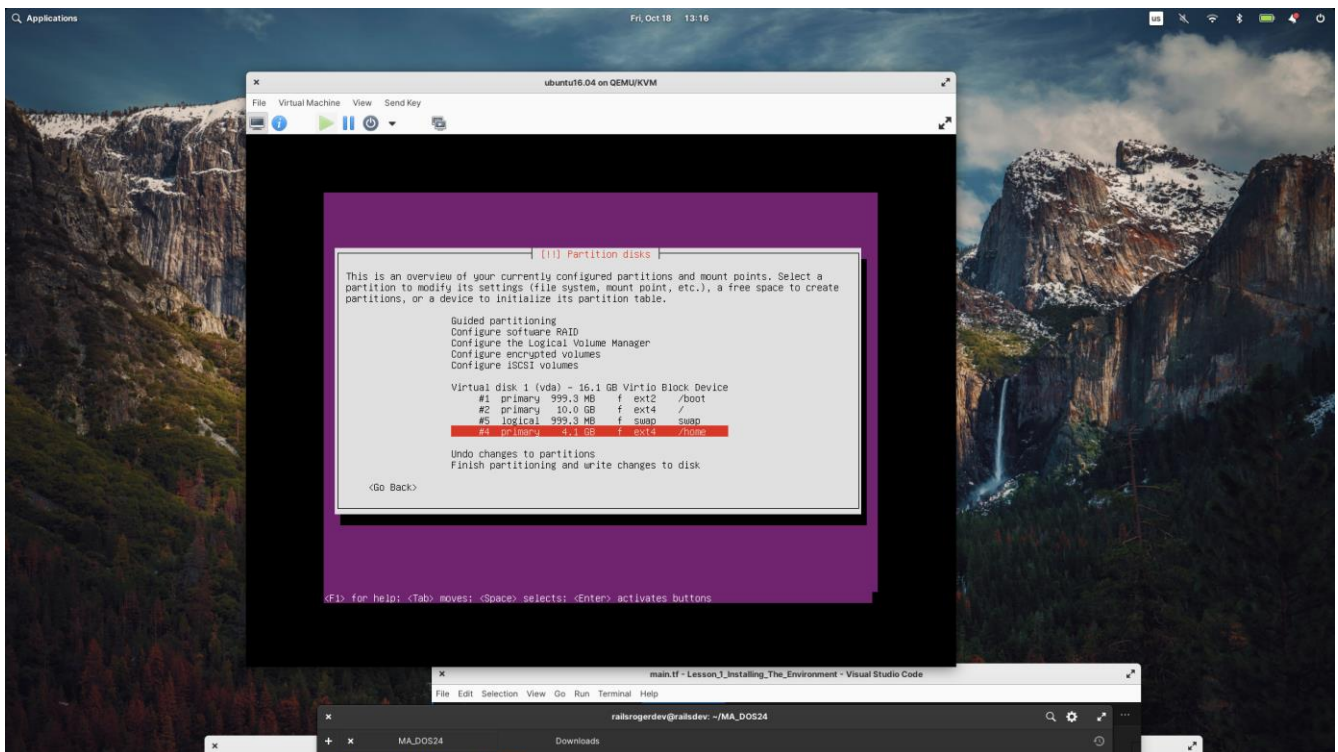 Applications
Fri, Oct 18 13:16
us
ubuntu16.04 on QEMU/KVM
File Virtual Machine View Send Key
[!!] Partition disks
This is an overview of your currently configured partitions and mount points. Select a
partition to modify its settings (file system, mount point, etc.), a free space to create
partitions, or a device to initialize its partition table.
Guided partitioning
Configure software RAID
Configure the Logical Volume Manager
Configure encrypted volumes
Configure iSCSI volumes
Virtual disk 1 (vda) - 16.1 GB Virtio Block Device
#1 primary 999.3 MB f ext2 /boot
#2 primary 10.0 GB f ext4 /
#5 logical 999.3 MB f swap swap
#4 primary 4.1 GB f ext4 /home
Undo changes to partitions
Finish partitioning and write changes to disk
<Go Back>
<F1> for help; <Tab> moves; <Space> selects; <Enter> activates buttons
main.tf - Lesson_1_Installing_The_Environment - Visual Studio Code
File Edit Selection View Go Run Terminal Help
railsrogerdev@railsdev: ~/MA_DOS24
MA_DOS24 Downloads